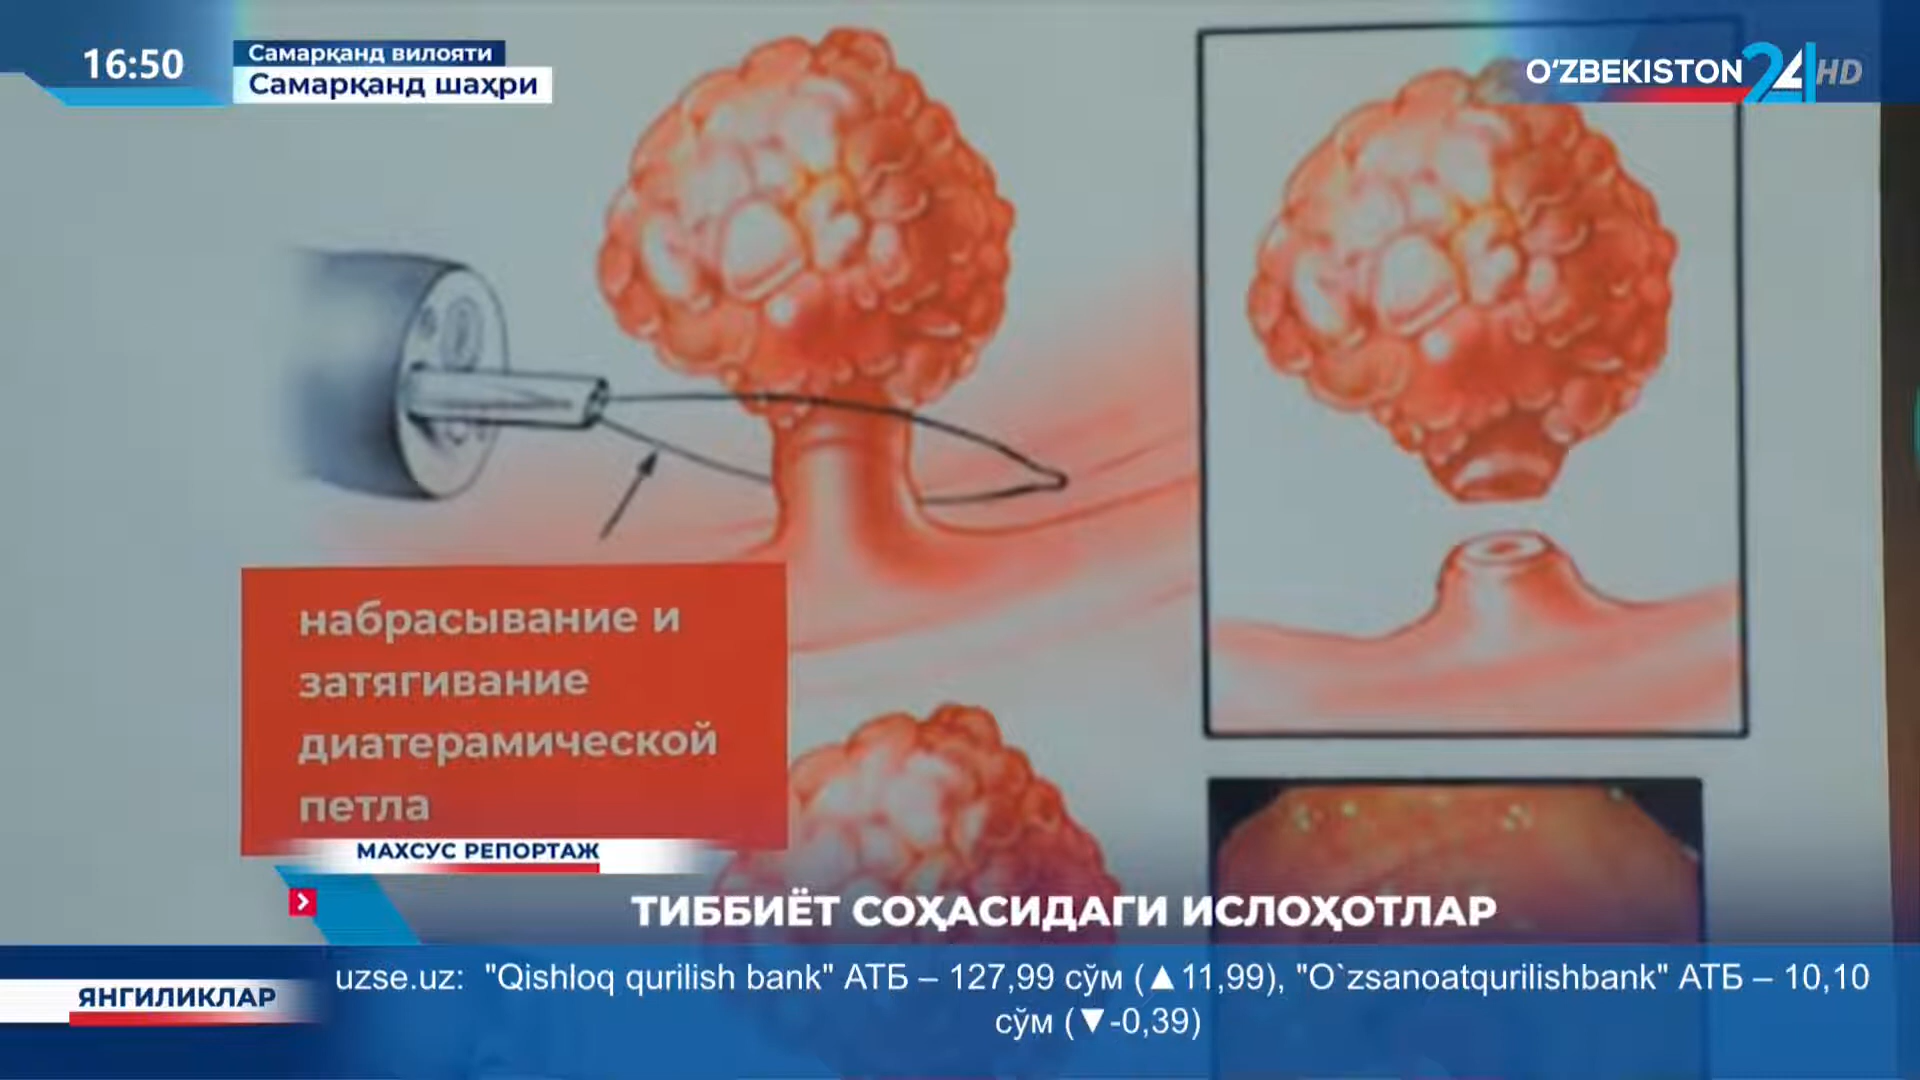 16:50
Самарқанд вилояти
Самарқанд шаҳри
O‘ZBEKISTON 24 HD
набрасывание и
затягивание
диатерамической
петла
МАХСУС РЕПОРТАЖ
ТИББИЁТ СОҲАСИДАГИ ИСЛОҲОТЛАР
ЯНГИЛИКЛАР
uzse.uz: "Qishloq qurilish bank" АТБ – 127,99 сўм (▲11,99), "O`zsanoatqurilishbank" АТБ – 10,10
сўм (▼-0,39)